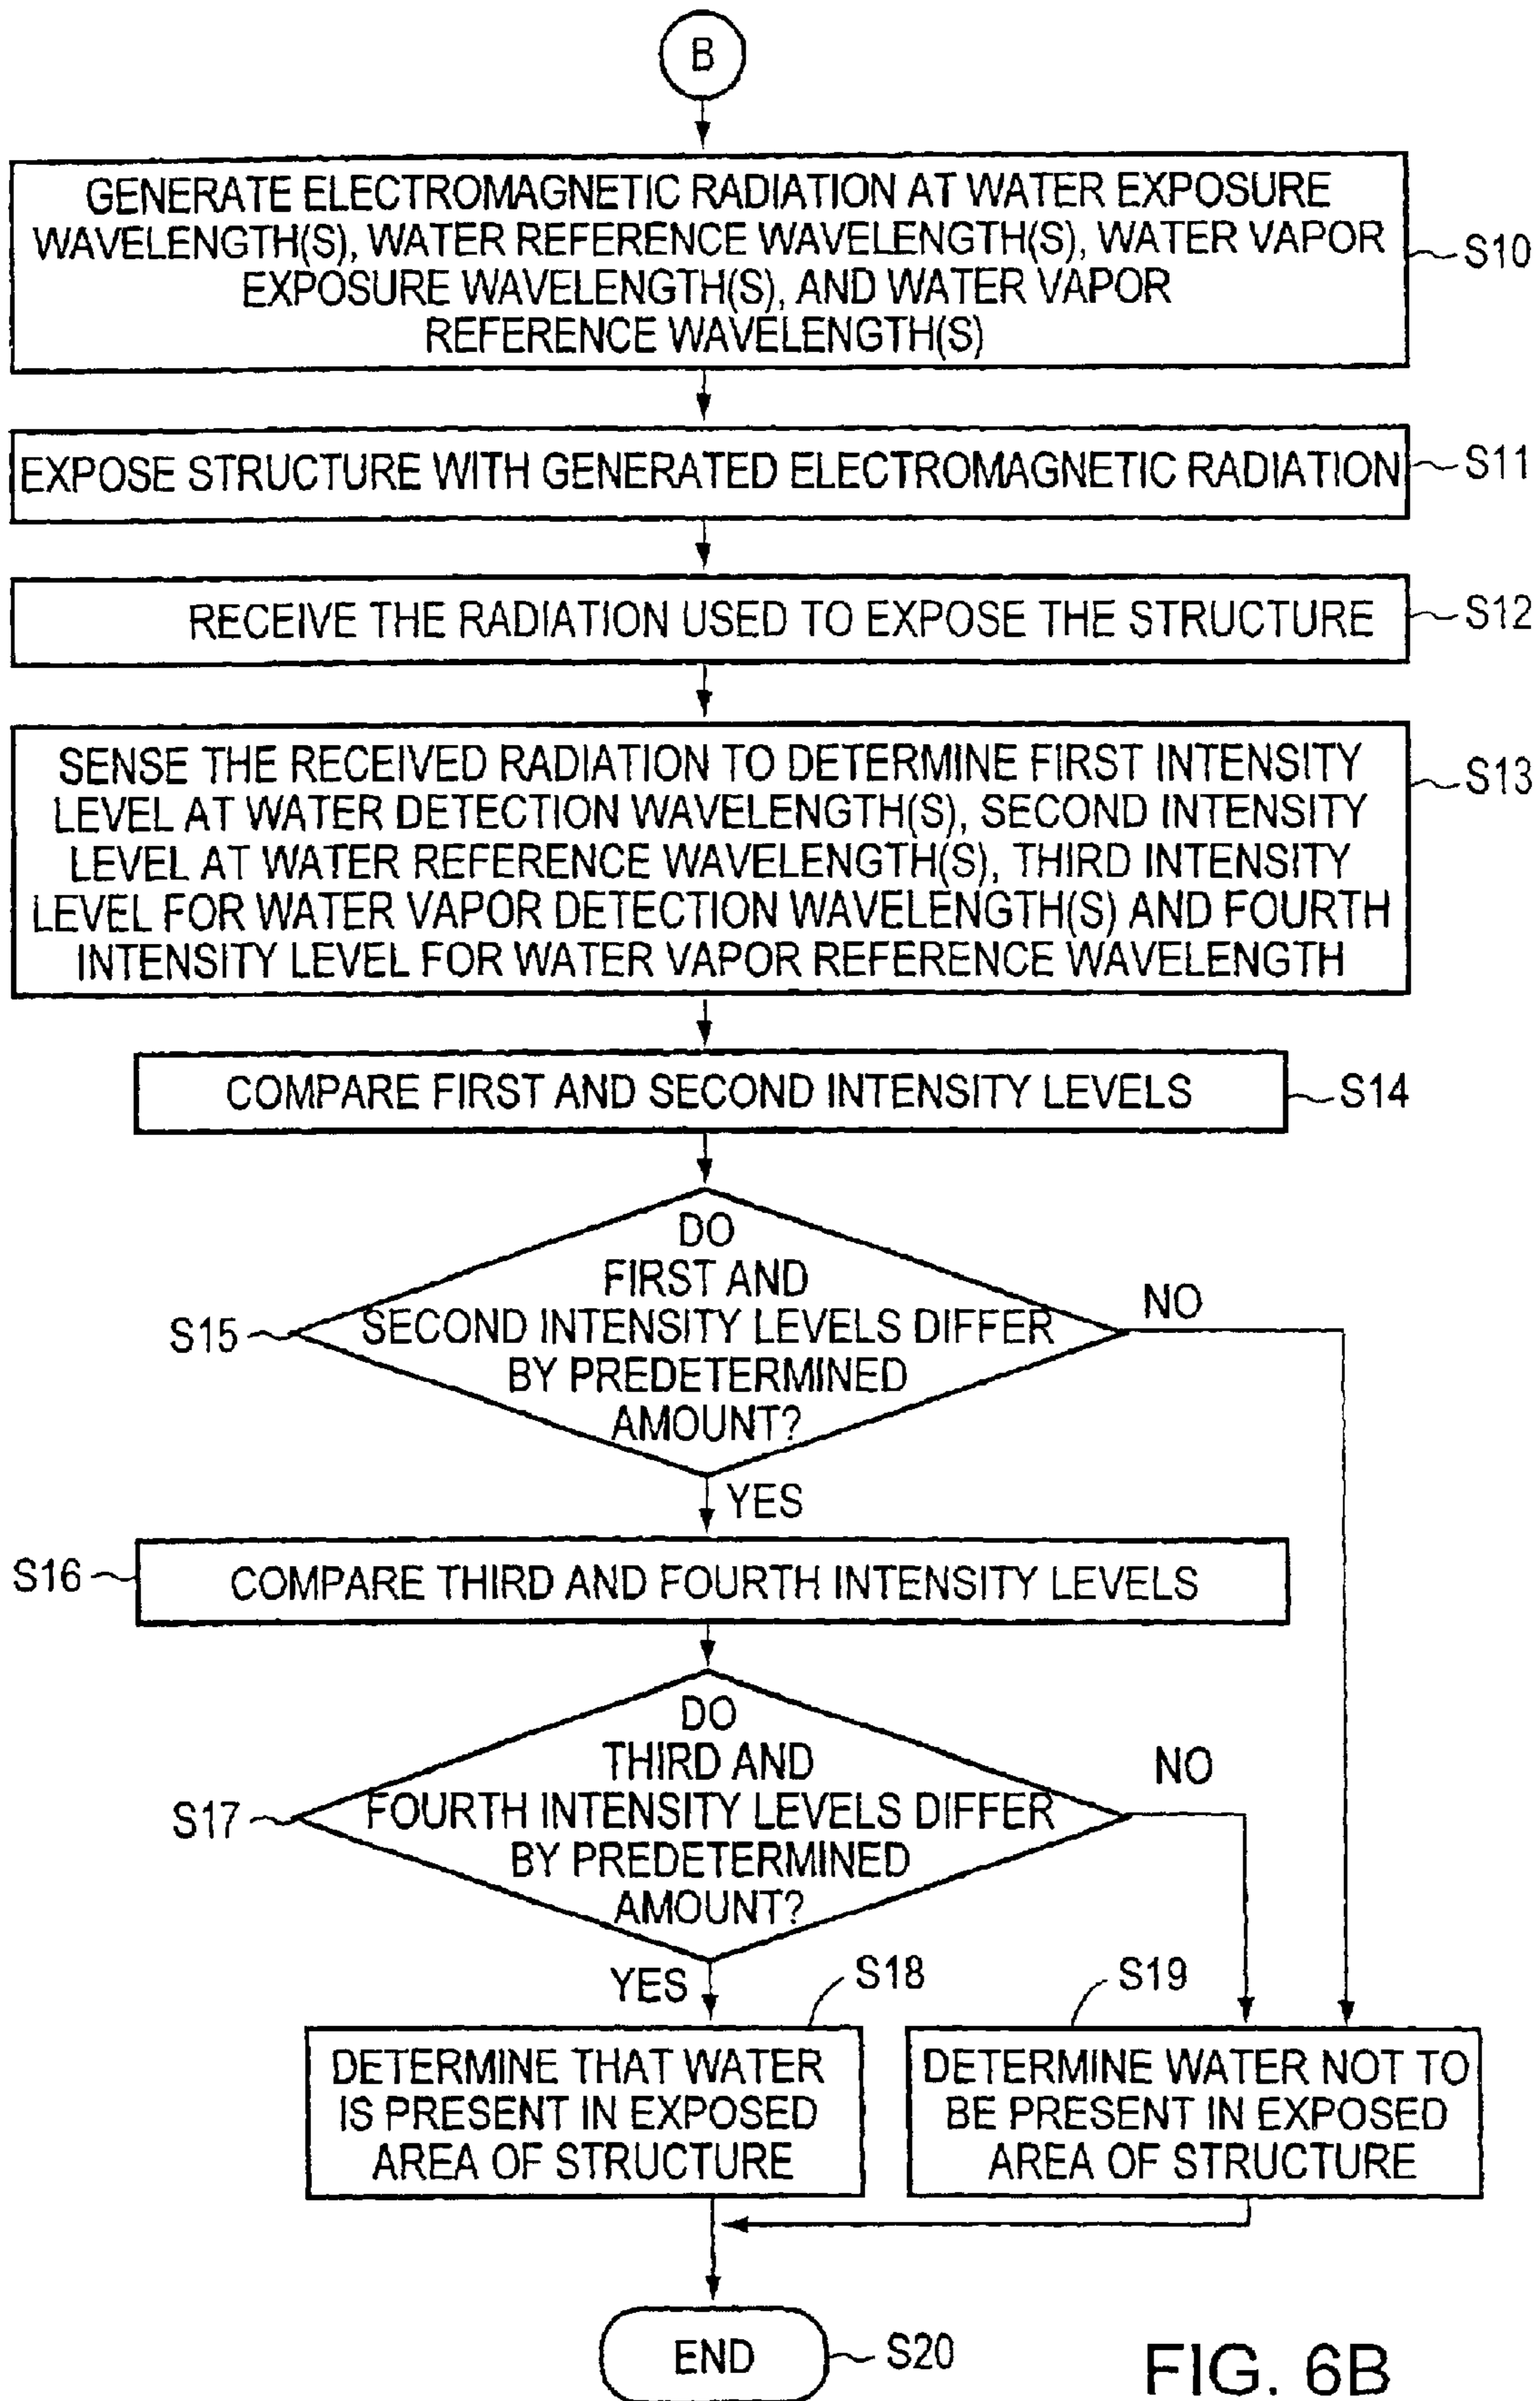 B
GENERATE ELECTROMAGNETIC RADIATION AT WATER EXPOSURE
WAVELENGTH(S), WATER REFERENCE WAVELENGTH(S), WATER VAPOR
EXPOSURE WAVELENGTH(S), AND WATER VAPOR
REFERENCE WAVELENGTH(S)
S10
EXPOSE STRUCTURE WITH GENERATED ELECTROMAGNETIC RADIATION
S11
RECEIVE THE RADIATION USED TO EXPOSE THE STRUCTURE
S12
SENSE THE RECEIVED RADIATION TO DETERMINE FIRST INTENSITY
LEVEL AT WATER DETECTION WAVELENGTH(S), SECOND INTENSITY
LEVEL AT WATER REFERENCE WAVELENGTH(S), THIRD INTENSITY
LEVEL FOR WATER VAPOR DETECTION WAVELENGTH(S) AND FOURTH
INTENSITY LEVEL FOR WATER VAPOR REFERENCE WAVELENGTH
S13
COMPARE FIRST AND SECOND INTENSITY LEVELS
S14
DO
FIRST AND
SECOND INTENSITY LEVELS DIFFER
BY PREDETERMINED
AMOUNT?
S15
NO
YES
S16
COMPARE THIRD AND FOURTH INTENSITY LEVELS
DO
THIRD AND
FOURTH INTENSITY LEVELS DIFFER
BY PREDETERMINED
AMOUNT?
S17
NO
YES
S18
S19
DETERMINE THAT WATER
IS PRESENT IN EXPOSED
AREA OF STRUCTURE
DETERMINE WATER NOT TO
BE PRESENT IN EXPOSED
AREA OF STRUCTURE
END
S20
FIG. 6B